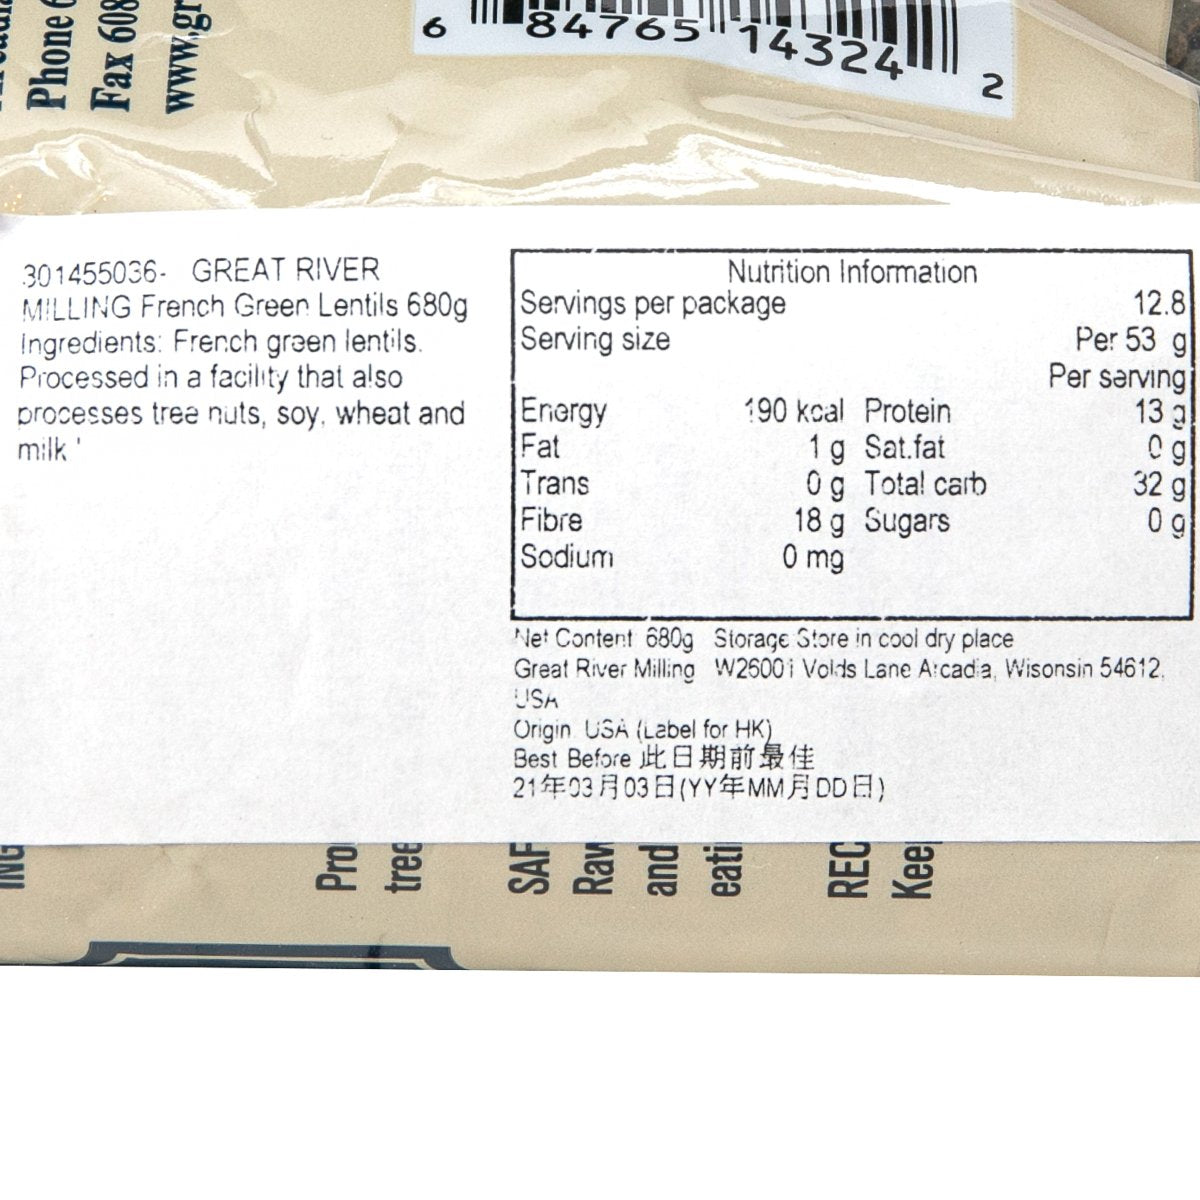 Phone 6
Fax 608
www.gr
6 84765 14324 2
301455036- GREAT RIVER
MILLING French Green Lentils 680g
Ingredients: French green lentils.
Processed in a facility that also
processes tree nuts, soy, wheat and
milk
Nutrition Information
Servings per package 12.8
Serving size Per 53 g
Per serving
Energy 190 kcal Protein 13 g
Fat 1 g Sat.fat 0 g
Trans 0 g Total carb 32 g
Fibre 18 g Sugars 0 g
Sodium 0 mg
Net Content 680g Storage Store in cool dry place
Great River Milling W26001 Volds Lane Arcadia, Wisonsin 54612,
USA
Origin USA (Label for HK)
Best Before 此日期前最佳
21年03月03日(YY年MM月DD日)
ING
Pro
tree
SAF
Raw
and
eati
REC
Kee